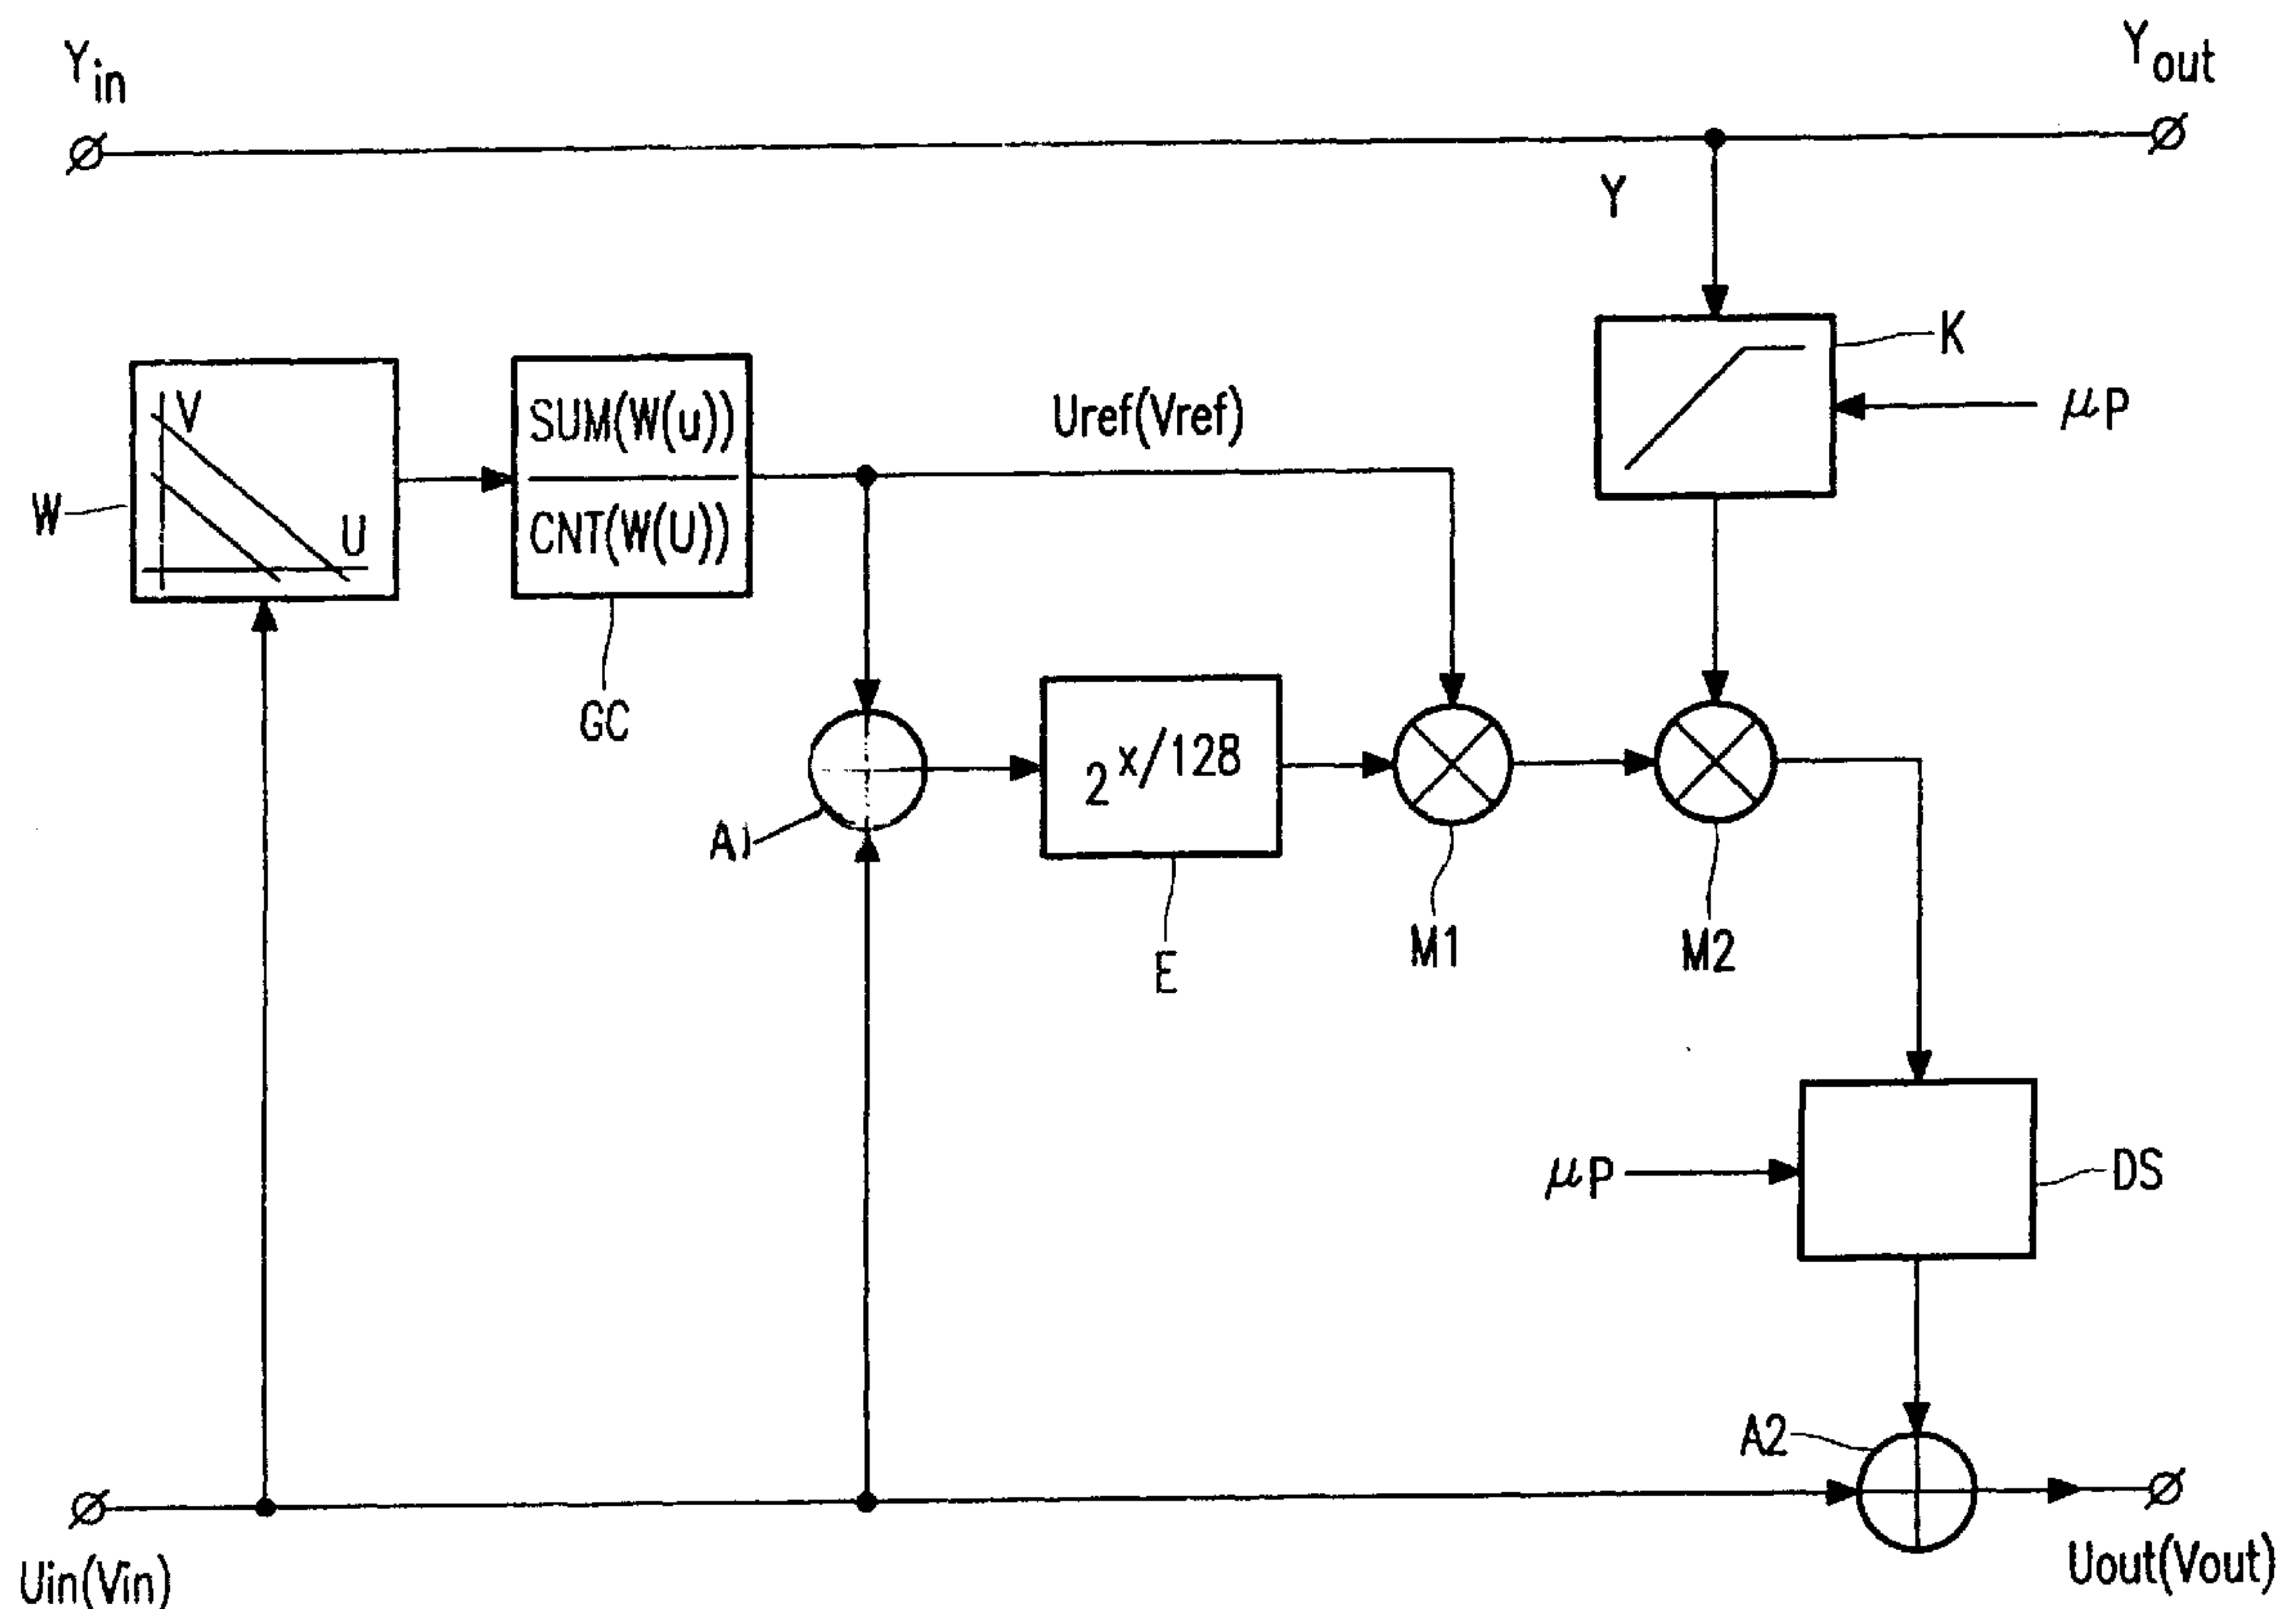 Yin
Yout
Y
K
μP
V
U
W
SUM(W(u))
CNT(W(U))
GC
Uref(Vref)
A1
2^x/128
E
M1
M2
μP
DS
A2
Uin(Vin)
Uout(Vout)